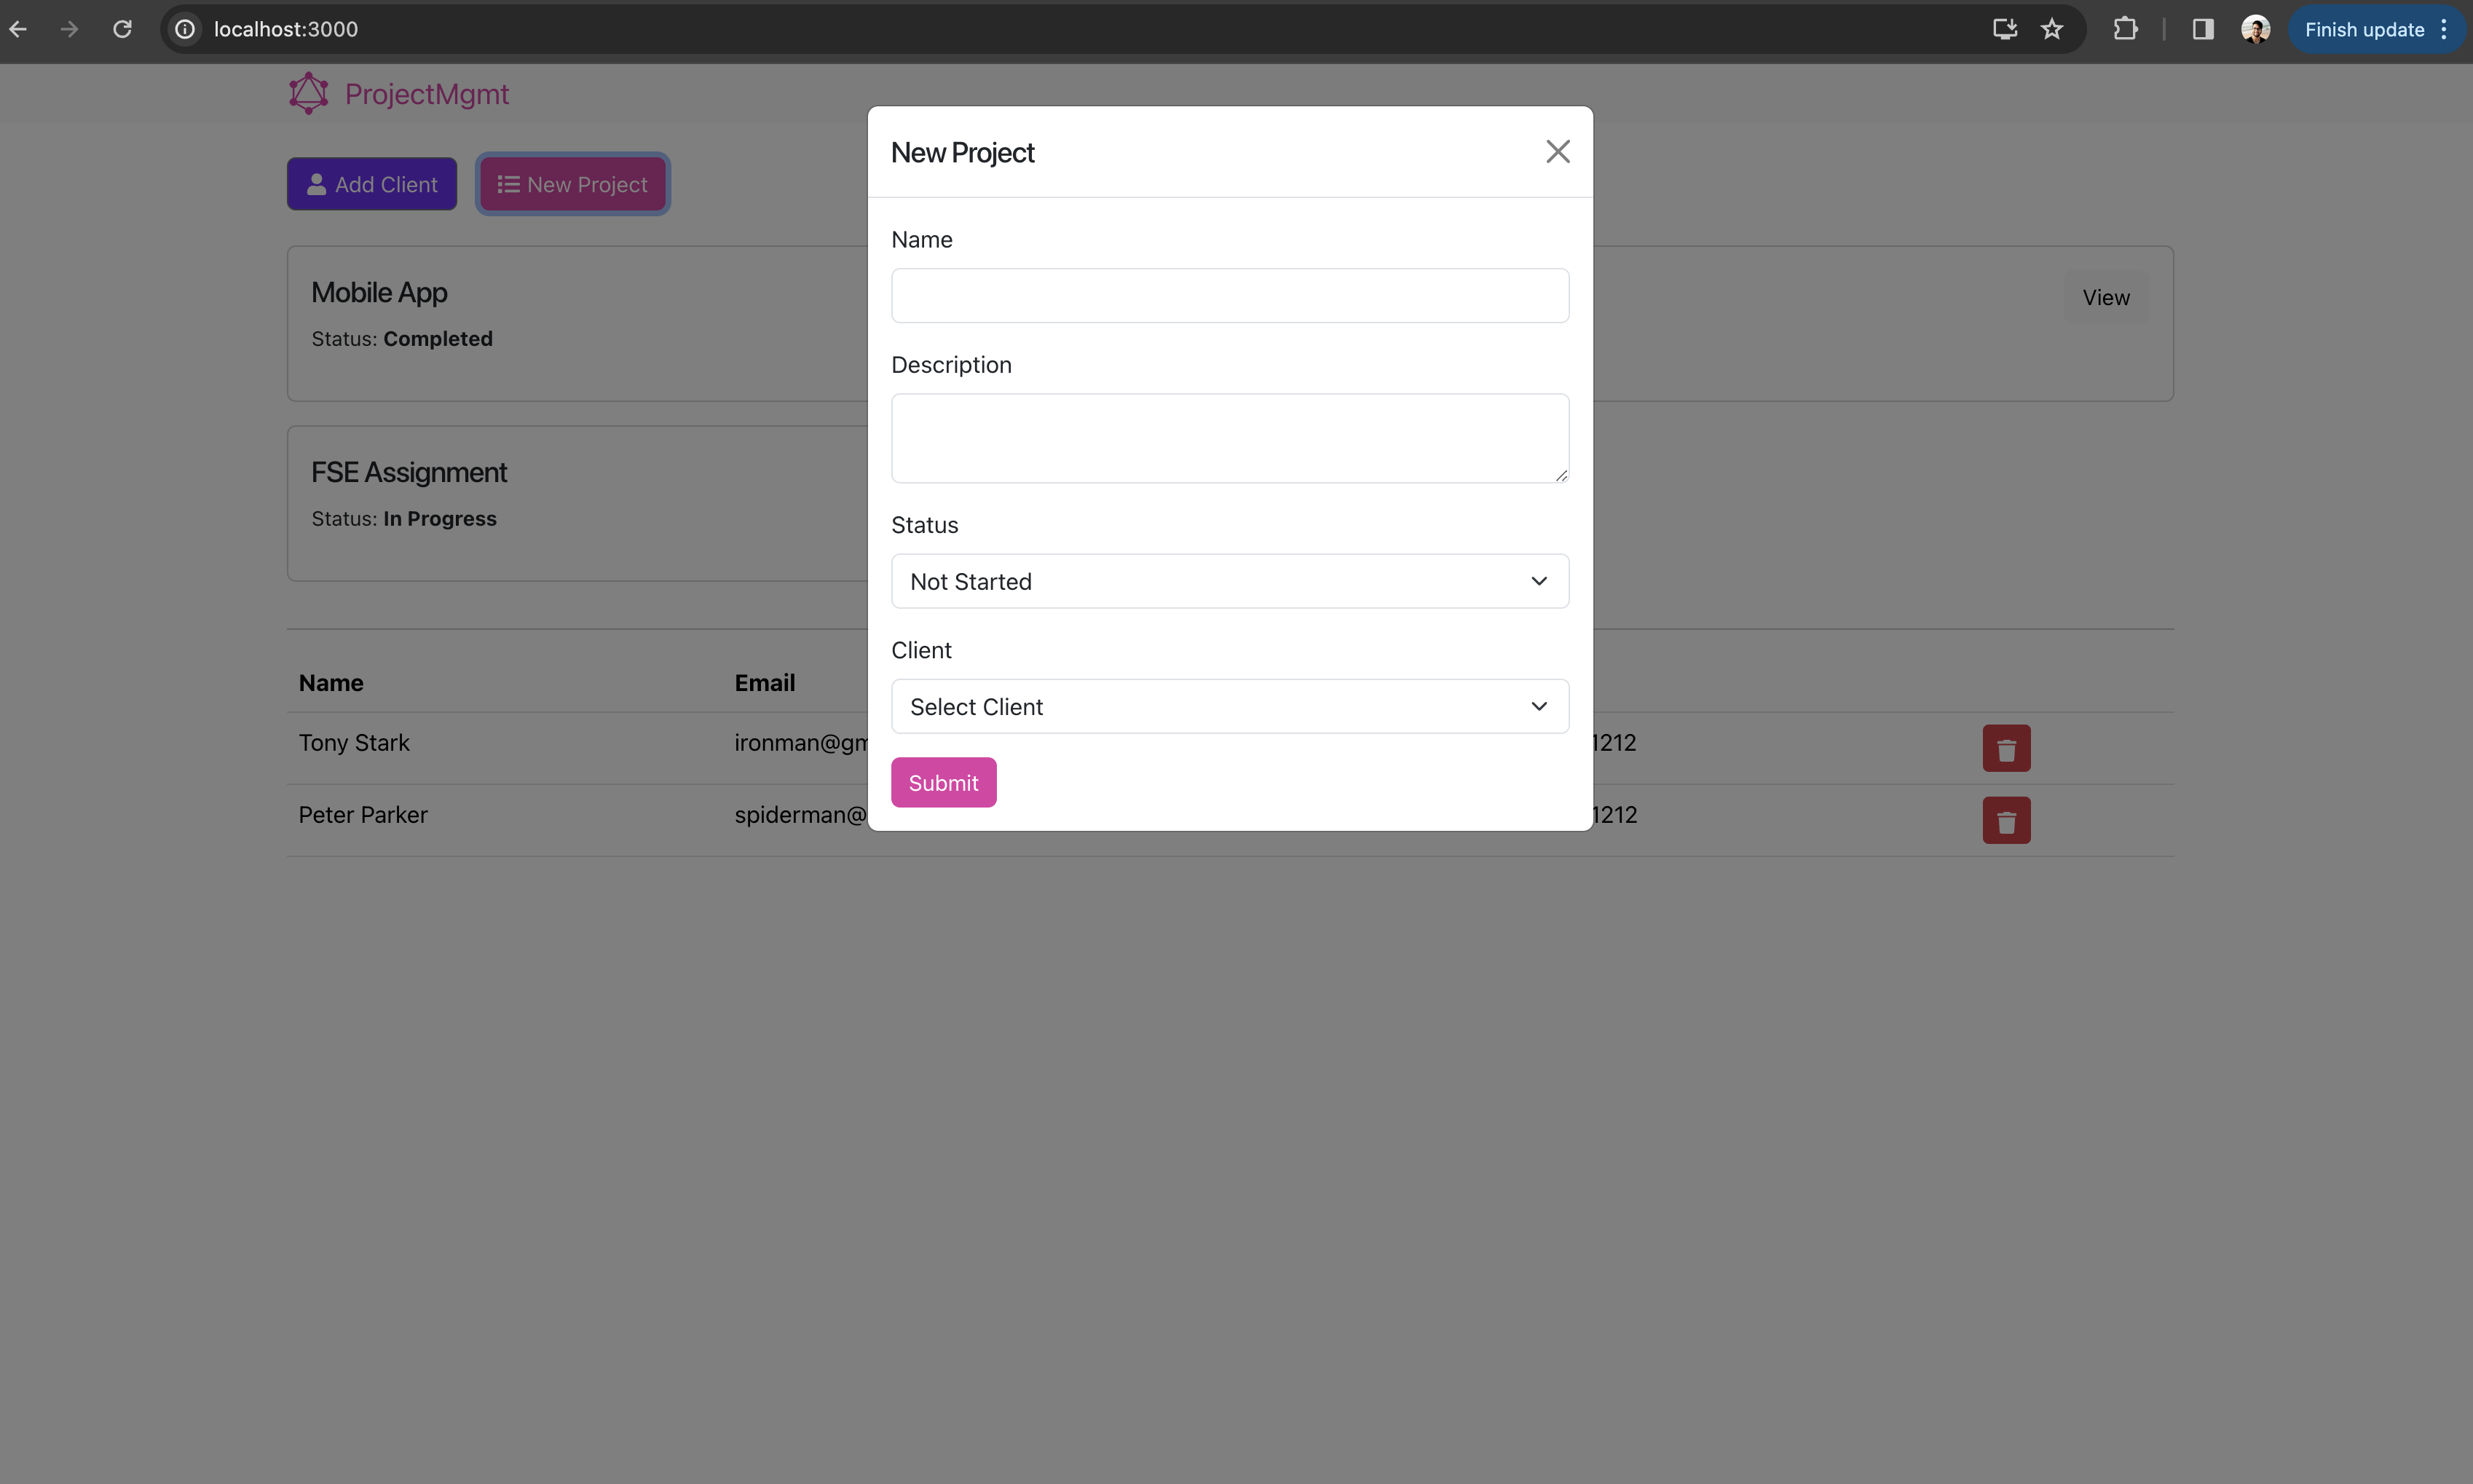 localhost:3000
Finish update
ProjectMgmt
Add Client
New Project
Mobile App
Status: Completed
View
FSE Assignment
Status: In Progress
New Project
Name
Description
Status
Not Started
Client
Select Client
Submit
Name Email
Tony Stark ironman@gm 1212
Peter Parker spiderman@ 1212